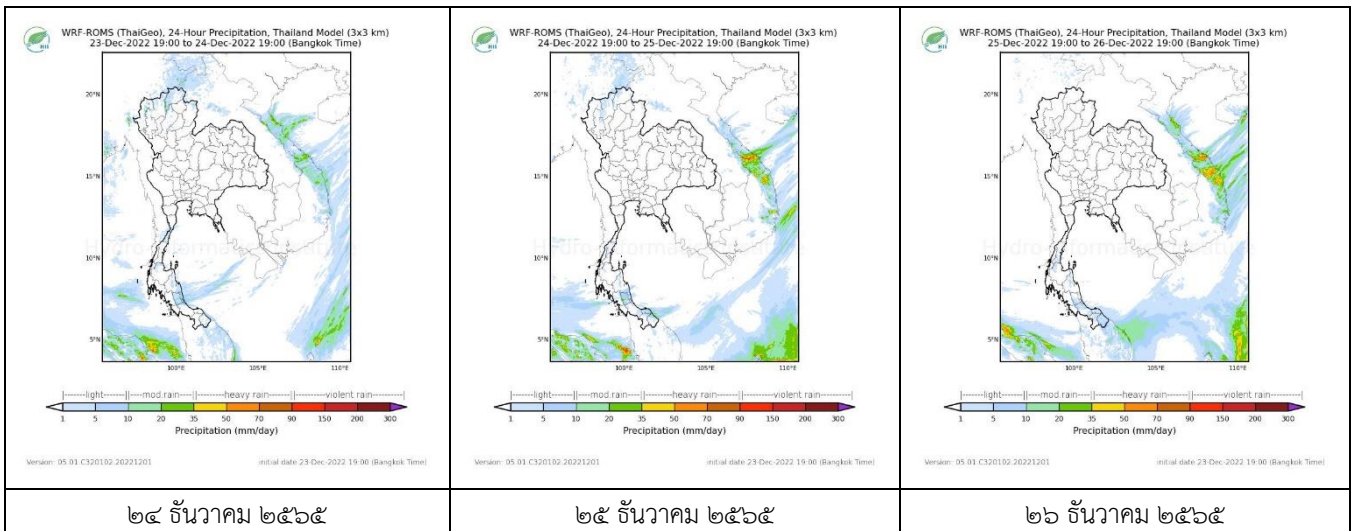 WRF-ROMS (ThaiGeo), 24-Hour Precipitation, Thailand Model (3x3 km)
23-Dec-2022 19:00 to 24-Dec-2022 19:00 (Bangkok Time)
HII
20°N
15°N
10°N
5°N
100°E 105°E 110°E
Hydro Informatics Institute
|------light------||---mod.rain---||------heavy rain------||------violent rain------|
1 5 10 20 35 50 70 90 150 200 300
Precipitation (mm/day)
Version: 05.01.C320102.20221201 initial date 23-Dec-2022 19:00 (Bangkok Time)
๒๔ ธันวาคม ๒๕๖๕
WRF-ROMS (ThaiGeo), 24-Hour Precipitation, Thailand Model (3x3 km)
24-Dec-2022 19:00 to 25-Dec-2022 19:00 (Bangkok Time)
HII
20°N
15°N
10°N
5°N
100°E 105°E 110°E
Hydro Informatics Institute
|------light------||---mod.rain---||------heavy rain------||------violent rain------|
1 5 10 20 35 50 70 90 150 200 300
Precipitation (mm/day)
Version: 05.01.C320102.20221201 initial date 23-Dec-2022 19:00 (Bangkok Time)
๒๕ ธันวาคม ๒๕๖๕
WRF-ROMS (ThaiGeo), 24-Hour Precipitation, Thailand Model (3x3 km)
25-Dec-2022 19:00 to 26-Dec-2022 19:00 (Bangkok Time)
HII
20°N
15°N
10°N
5°N
100°E 105°E 110°E
Hydro Informatics Institute
|------light------||---mod.rain---||------heavy rain------||------violent rain------|
1 5 10 20 35 50 70 90 150 200 300
Precipitation (mm/day)
Version: 05.01.C320102.20221201 initial date 23-Dec-2022 19:00 (Bangkok Time)
๒๖ ธันวาคม ๒๕๖๕